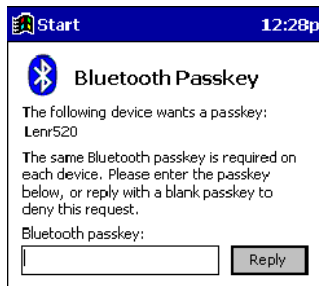 Start 12:28p
Bluetooth Passkey
The following device wants a passkey:
Lenr520
The same Bluetooth passkey is required on
each device. Please enter the passkey
below, or reply with a blank passkey to
deny this request.
Bluetooth passkey:
Reply